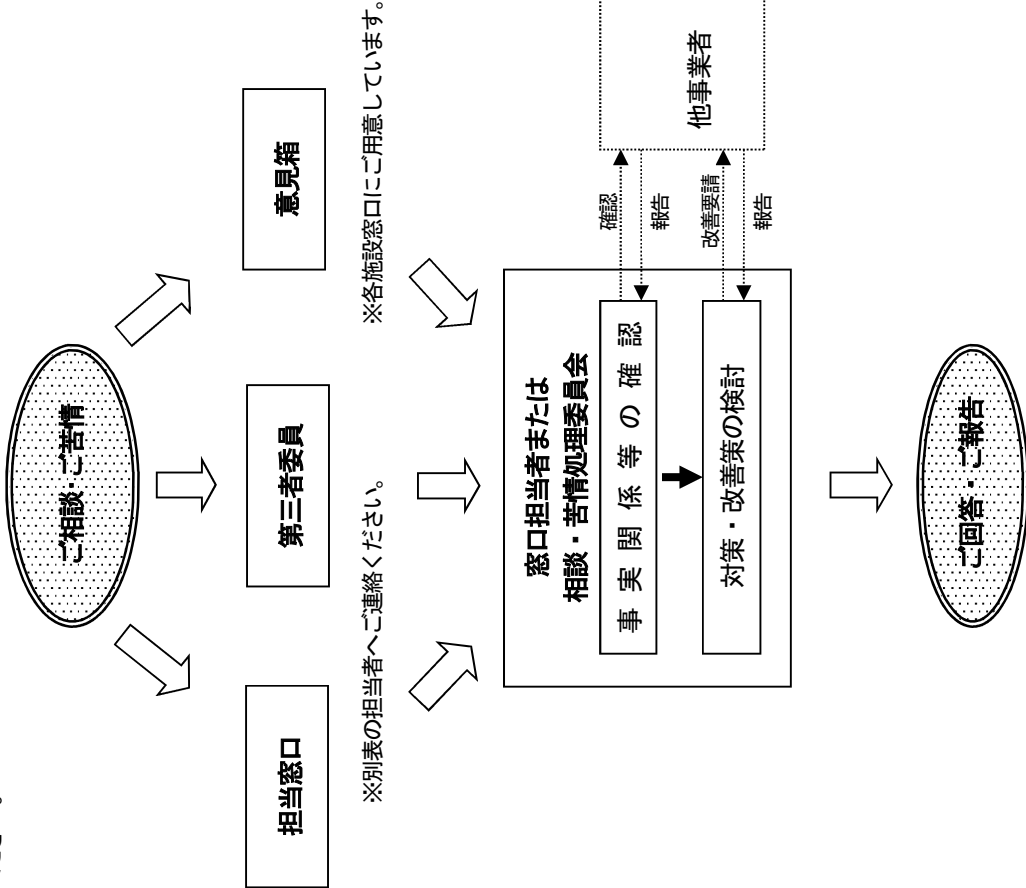 ご相談・ご苦情
担当窓口
第三者委員
意見箱
※別表の担当者へご連絡ください。
※各施設窓口にご用意しています。
窓口担当者または
相談・苦情処理委員会
事実関係等の確認
対策・改善策の検討
確認
報告
改善要請
報告
他事業者
ご回答・ご報告